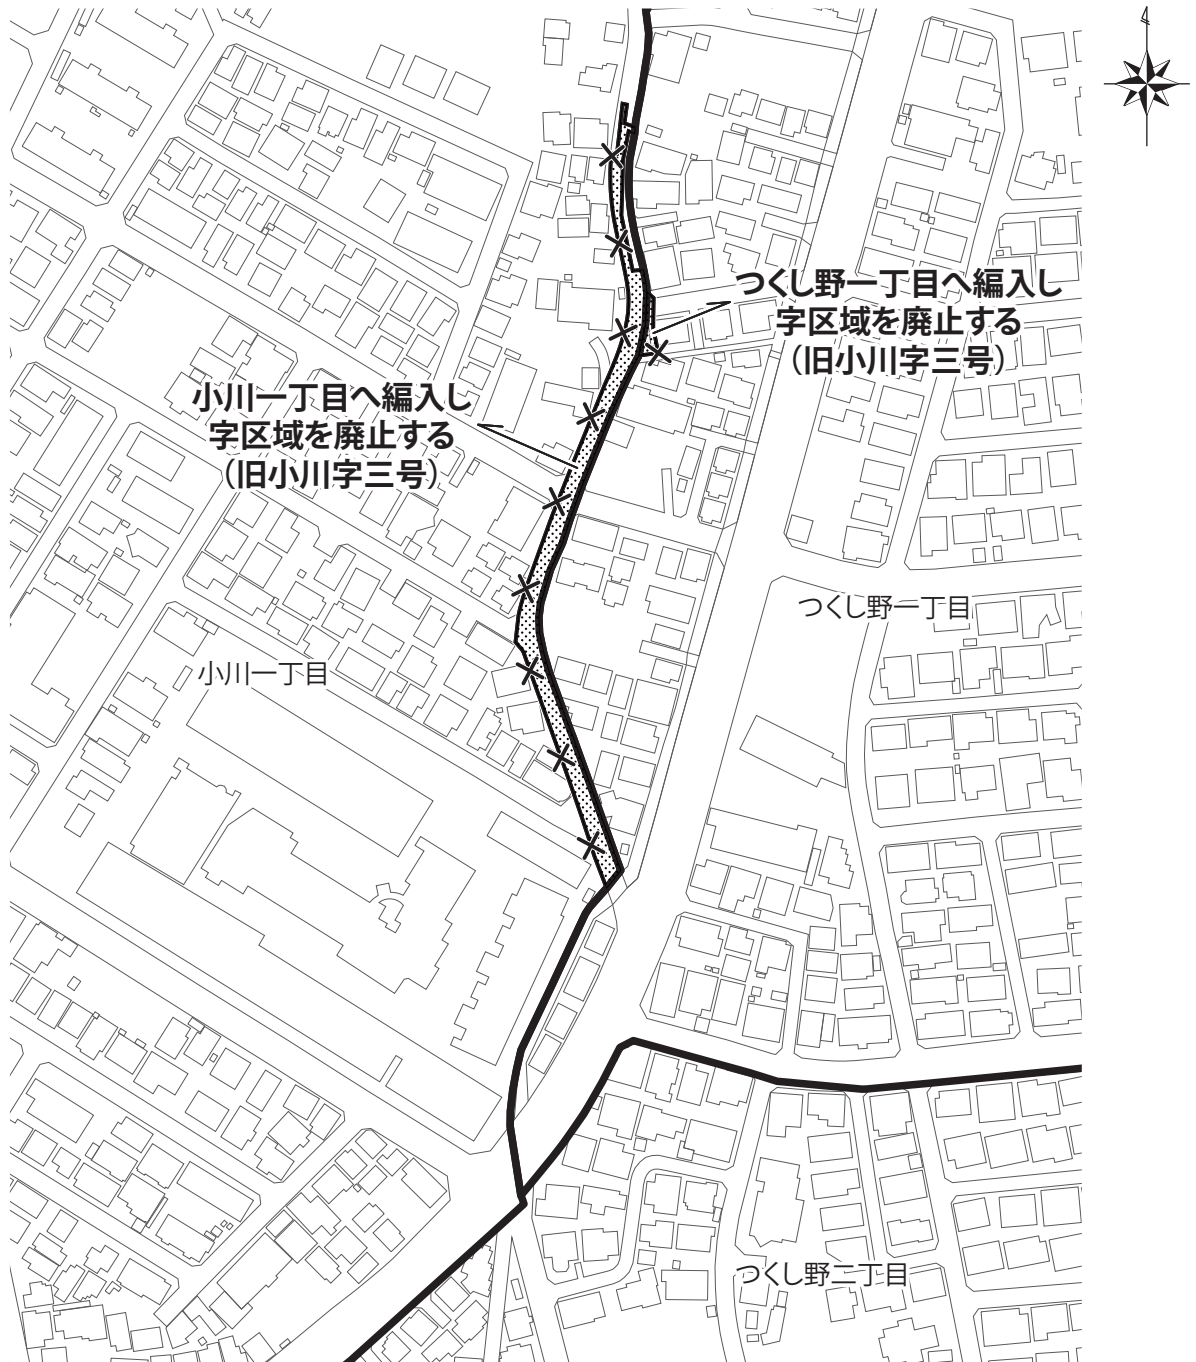 つくし野一丁目へ編入し
字区域を廃止する
（旧小川字三号）
小川一丁目へ編入し
字区域を廃止する
（旧小川字三号）
つくし野一丁目
小川一丁目
つくし野二丁目